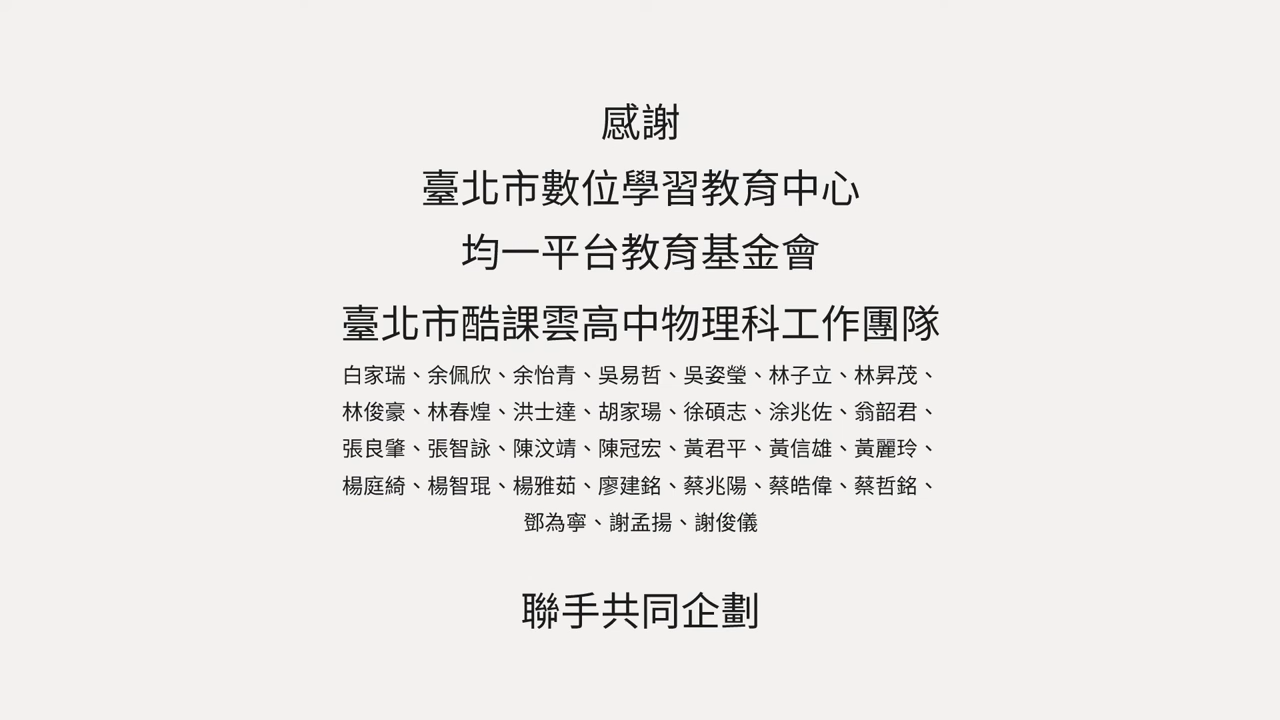 感謝
臺北市數位學習教育中心
均一平台教育基金會
臺北市酷課雲高中物理科工作團隊
白家瑞、余佩欣、余怡青、吳易哲、吳姿瑩、林子立、林昇茂、
林俊豪、林春煌、洪士達、胡家瑒、徐碩志、涂兆佐、翁韶君、
張良肇、張智詠、陳汶靖、陳冠宏、黃君平、黃信雄、黃麗玲、
楊庭綺、楊智琨、楊雅茹、廖建銘、蔡兆陽、蔡皓偉、蔡哲銘、
鄧為寧、謝孟揚、謝俊儀
聯手共同企劃